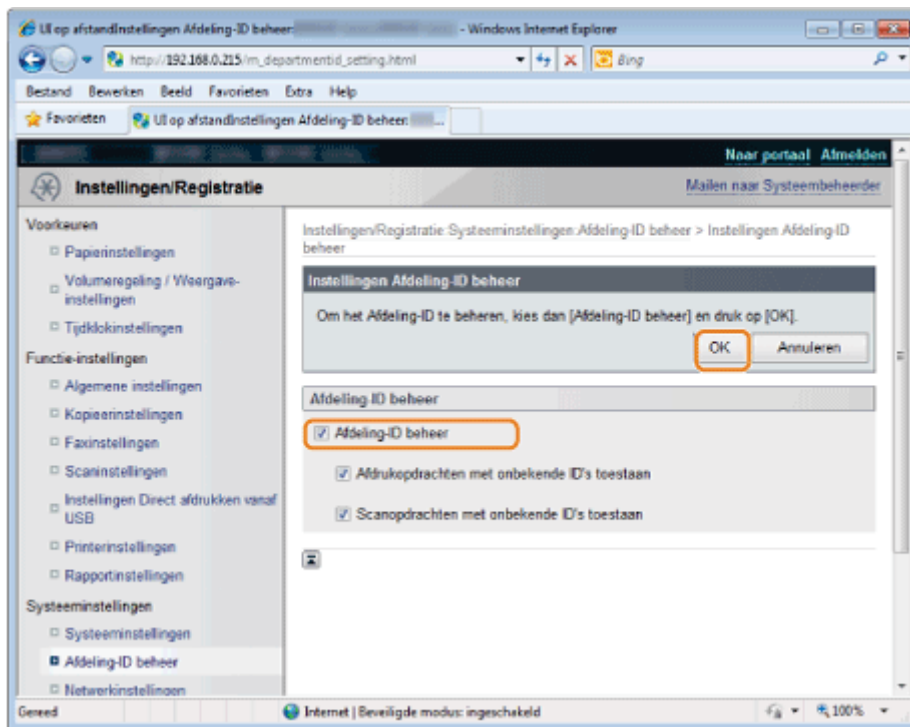 UI op afstandInstellingen Afdeling-ID beheer: - Windows Internet Explorer
http://192.168.0.215/m_departmentid_setting.html
Bing
Bestand Bewerken Beeld Favorieten Extra Help
Favorieten UI op afstandInstellingen Afdeling-ID beheer: ...
Naar portaal Afmelden
Instellingen/Registratie
Mailen naar Systeembeheerder
Voorkeuren
Papierinstellingen
Volumeregeling / Weergave-
instellingen
Tijdklokinstellingen
Functie-instellingen
Algemene instellingen
Kopieerinstellingen
Faxinstellingen
Scaninstellingen
Instellingen Direct afdrukken vanaf
USB
Printerinstellingen
Rapportinstellingen
Systeeminstellingen
Systeeminstellingen
Afdeling-ID beheer
Netwerkinstellingen
Instellingen/Registratie:Systeeminstellingen:Afdeling-ID beheer > Instellingen Afdeling-ID
beheer
Instellingen Afdeling-ID beheer
Om het Afdeling-ID te beheren, kies dan [Afdeling-ID beheer] en druk op [OK].
OK Annuleren
Afdeling-ID beheer
Afdeling-ID beheer
Afdrukopdrachten met onbekende ID's toestaan
Scanopdrachten met onbekende ID's toestaan
Gereed Internet | Beveiligde modus: ingeschakeld 100%